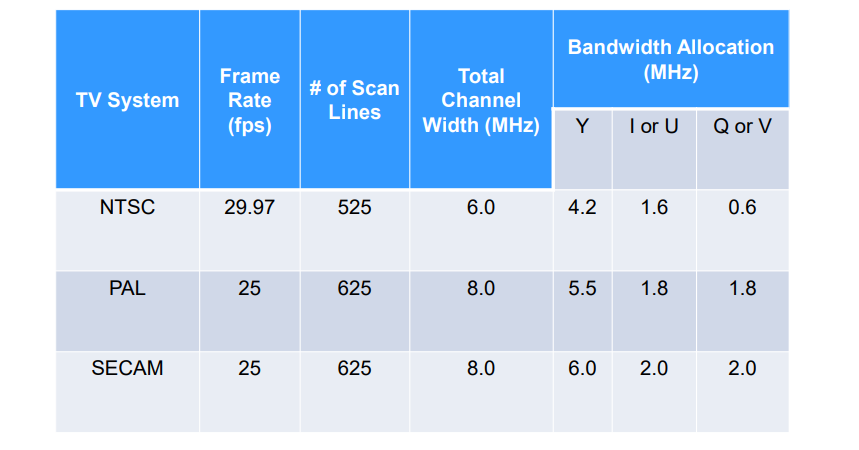 TV System
Frame
Rate
(fps)
# of Scan
Lines
Total
Channel
Width (MHz)
Bandwidth Allocation
(MHz)
Y I or U Q or V
NTSC 29.97 525 6.0 4.2 1.6 0.6
PAL 25 625 8.0 5.5 1.8 1.8
SECAM 25 625 8.0 6.0 2.0 2.0